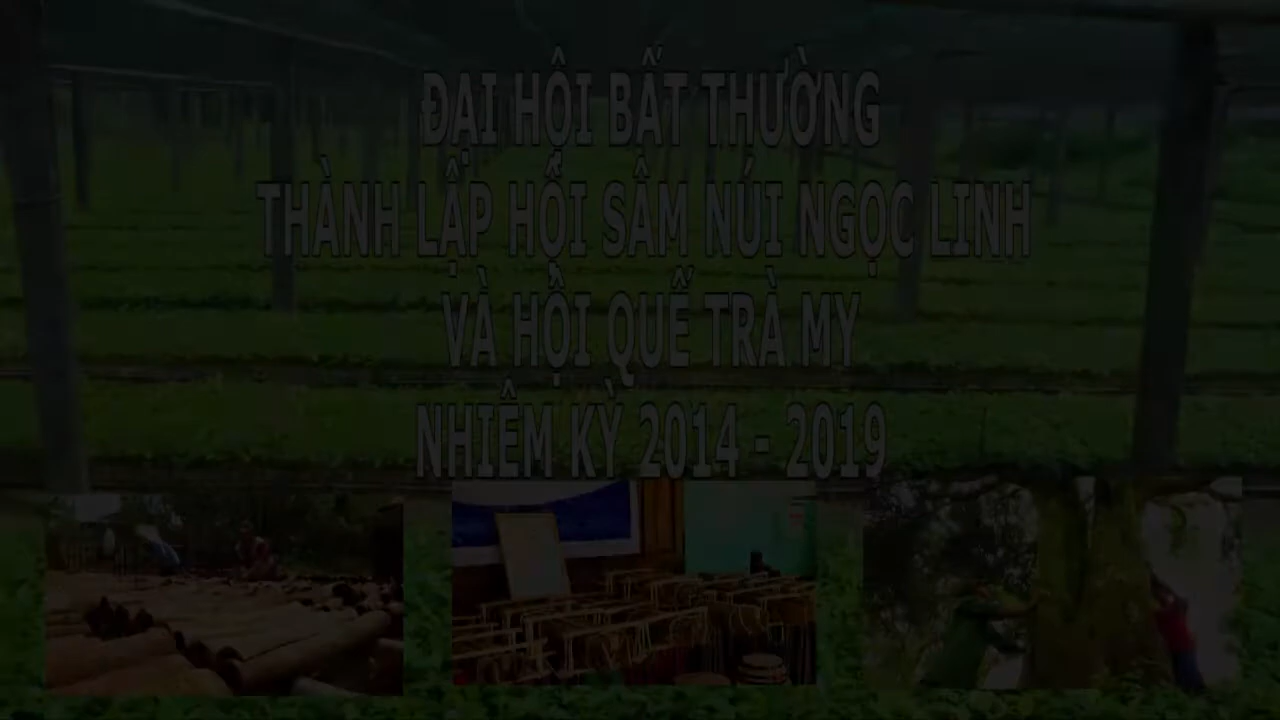 ĐẠI HỘI BẤT THƯỜNG
THÀNH LẬP HỘI SÂM NÚI NGỌC LINH
VÀ HỘI QUẾ TRÀ MY
NHIỆM KỲ 2014 - 2019